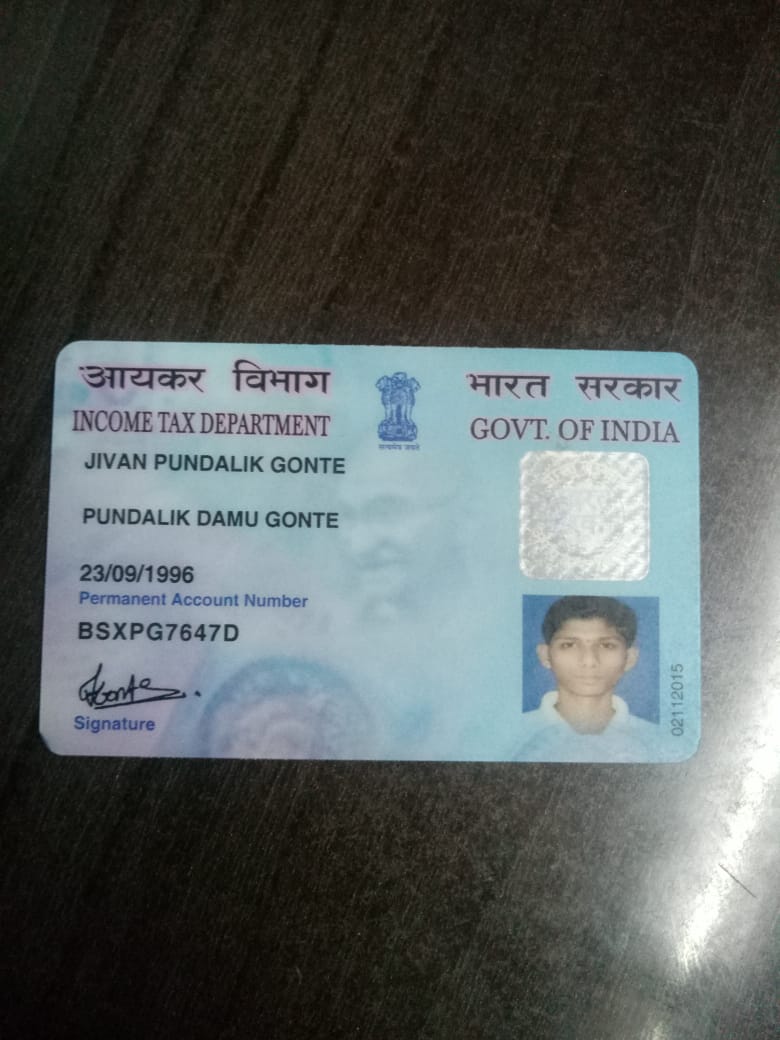 आयकर विभाग
भारत सरकार
INCOME TAX DEPARTMENT
GOVT. OF INDIA
सत्यमेव जयते
JIVAN PUNDALIK GONTE
PUNDALIK DAMU GONTE
23/09/1996
Permanent Account Number
BSXPG7647D
Gonte
Signature
02112015